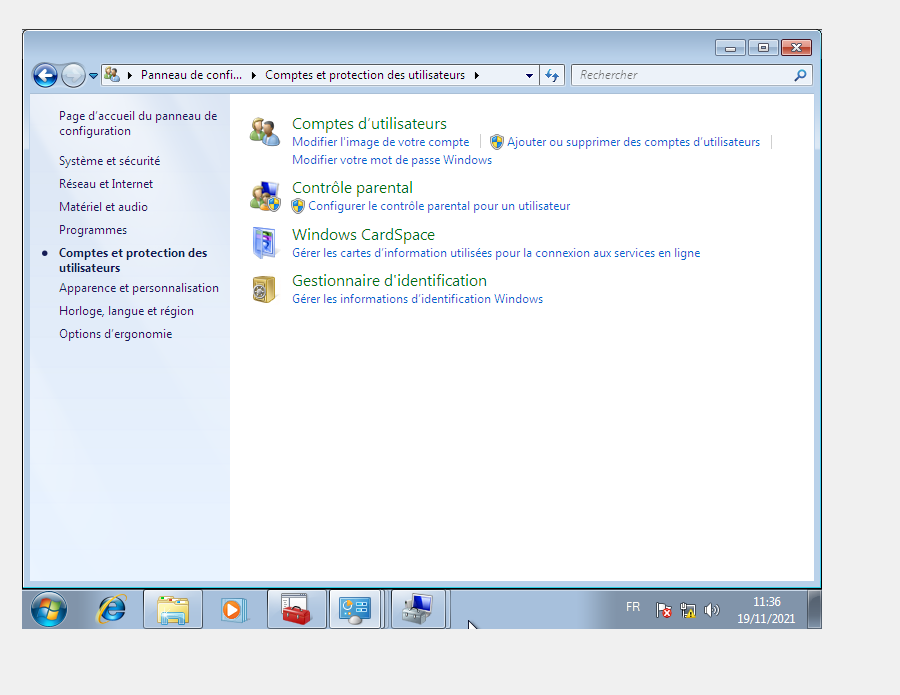 Panneau de confi... Comptes et protection des utilisateurs
Rechercher
Page d'accueil du panneau de
configuration
Système et sécurité
Réseau et Internet
Matériel et audio
Programmes
Comptes et protection des
utilisateurs
Apparence et personnalisation
Horloge, langue et région
Options d'ergonomie
Comptes d'utilisateurs
Modifier l'image de votre compte
Ajouter ou supprimer des comptes d'utilisateurs
Modifier votre mot de passe Windows
Contrôle parental
Configurer le contrôle parental pour un utilisateur
Windows CardSpace
Gérer les cartes d'information utilisées pour la connexion aux services en ligne
Gestionnaire d'identification
Gérer les informations d'identification Windows
FR
11:36
19/11/2021